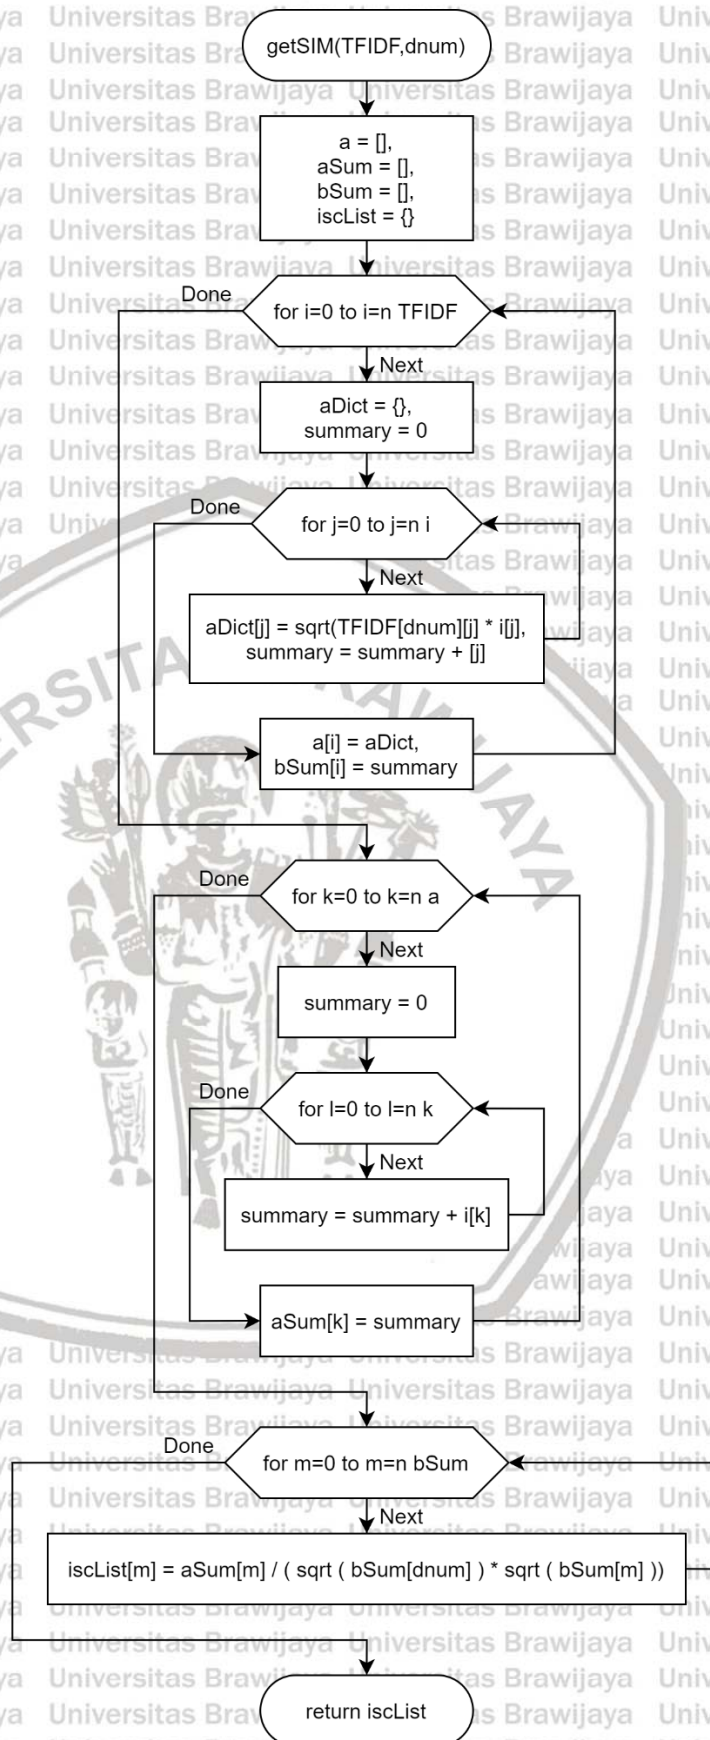 getSIM(TFIDF,dnum)
a = [],
aSum = [],
bSum = [],
iscList = {}
Done
for i=0 to i=n TFIDF
Next
aDict = {},
summary = 0
Done
for j=0 to j=n i
Next
aDict[j] = sqrt(TFIDF[dnum][j] * i[j],
summary = summary + [j]
a[i] = aDict,
bSum[i] = summary
Done
for k=0 to k=n a
Next
summary = 0
Done
for l=0 to l=n k
Next
summary = summary + i[k]
aSum[k] = summary
Done
for m=0 to m=n bSum
Next
iscList[m] = aSum[m] / ( sqrt ( bSum[dnum] ) * sqrt ( bSum[m] ))
return iscList